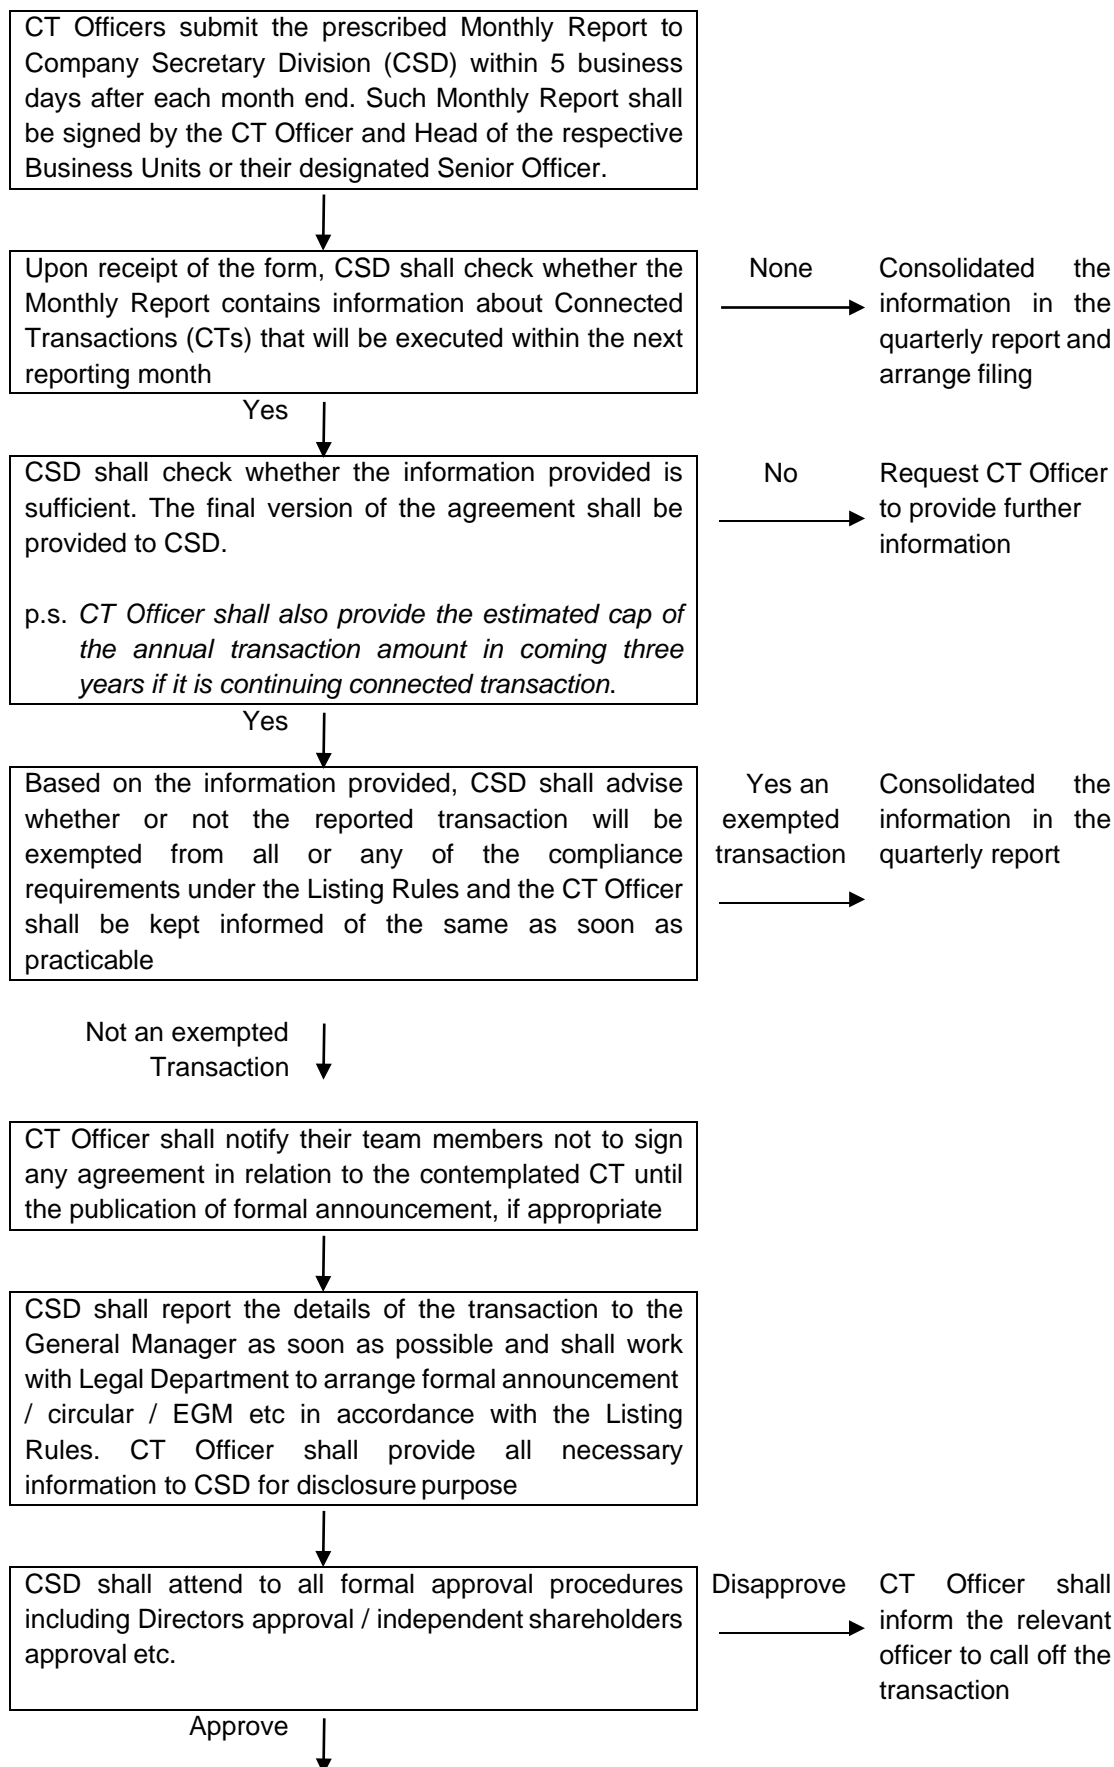 CT Officers submit the prescribed Monthly Report to
Company Secretary Division (CSD) within 5 business
days after each month end. Such Monthly Report shall
be signed by the CT Officer and Head of the respective
Business Units or their designated Senior Officer.
Upon receipt of the form, CSD shall check whether the
Monthly Report contains information about Connected
Transactions (CTs) that will be executed within the next
reporting month
None
Consolidated the
information in the
quarterly report and
arrange filing
Yes
CSD shall check whether the information provided is
sufficient. The final version of the agreement shall be
provided to CSD.
p.s. CT Officer shall also provide the estimated cap of
the annual transaction amount in coming three
years if it is continuing connected transaction.
No
Request CT Officer
to provide further
information
Yes
Based on the information provided, CSD shall advise
whether or not the reported transaction will be
exempted from all or any of the compliance
requirements under the Listing Rules and the CT Officer
shall be kept informed of the same as soon as
practicable
Yes an
exempted
transaction
Consolidated the
information in the
quarterly report
Not an exempted
Transaction
CT Officer shall notify their team members not to sign
any agreement in relation to the contemplated CT until
the publication of formal announcement, if appropriate
CSD shall report the details of the transaction to the
General Manager as soon as possible and shall work
with Legal Department to arrange formal announcement
/ circular / EGM etc in accordance with the Listing
Rules. CT Officer shall provide all necessary
information to CSD for disclosure purpose
CSD shall attend to all formal approval procedures
including Directors approval / independent shareholders
approval etc.
Disapprove
CT Officer shall
inform the relevant
officer to call off the
transaction
Approve